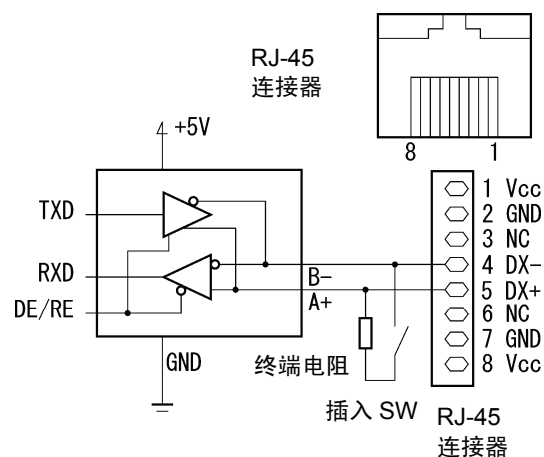 RJ-45
连接器
8 1
+5V
TXD
RXD
DE/RE
B-
A+
GND
终端电阻
插入 SW
1 Vcc
2 GND
3 NC
4 DX-
5 DX+
6 NC
7 GND
8 Vcc
RJ-45
连接器